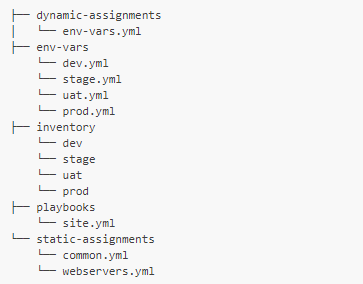 ├── dynamic-assignments
│   └── env-vars.yml
├── env-vars
    └── dev.yml
    └── stage.yml
    └── uat.yml
    └── prod.yml
├── inventory
    └── dev
    └── stage
    └── uat
    └── prod
├── playbooks
    └── site.yml
└── static-assignments
    └── common.yml
    └── webservers.yml